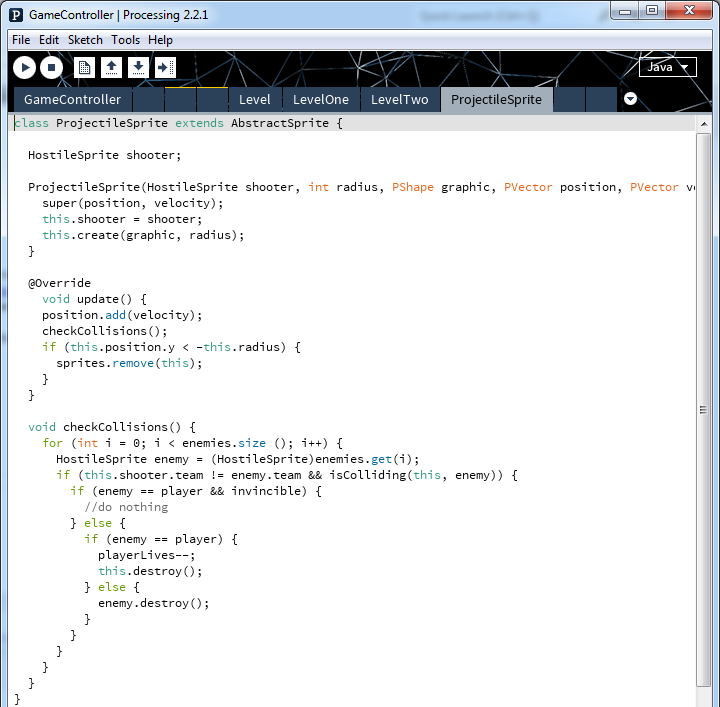 GameController | Processing 2.2.1
File Edit Sketch Tools Help
Java
GameController Level LevelOne LevelTwo ProjectileSprite
class ProjectileSprite extends AbstractSprite {
HostileSprite shooter;
ProjectileSprite(HostileSprite shooter, int radius, PShape graphic, PVector position, PVector ve
super(position, velocity);
this.shooter = shooter;
this.create(graphic, radius);
}
@Override
void update() {
position.add(velocity);
checkCollisions();
if (this.position.y < -this.radius) {
sprites.remove(this);
}
}
void checkCollisions() {
for (int i = 0; i < enemies.size (); i++) {
HostileSprite enemy = (HostileSprite)enemies.get(i);
if (this.shooter.team != enemy.team && isColliding(this, enemy)) {
if (enemy == player && invincible) {
//do nothing
} else {
if (enemy == player) {
playerLives--;
this.destroy();
} else {
enemy.destroy();
}
}
}
}
}
}